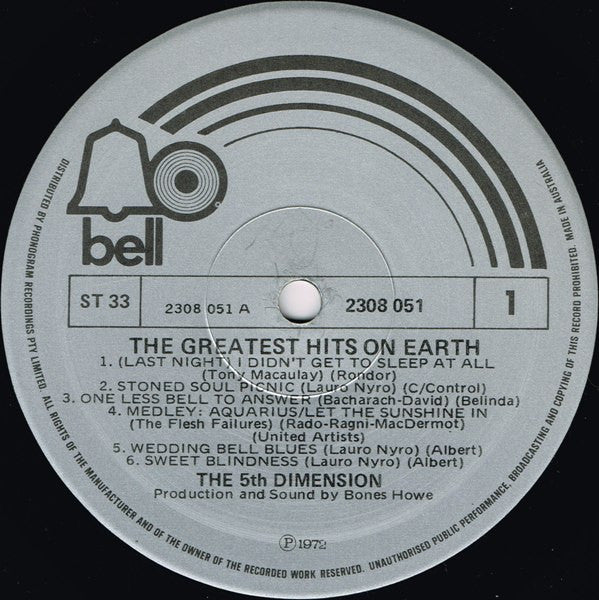 bell
ST 33
2308 051 A
2308 051
1
THE GREATEST HITS ON EARTH
1. (LAST NIGHT) I DIDN'T GET TO SLEEP AT ALL
(Tony Macaulay) (Rondor)
2. STONED SOUL PICNIC (Lauro Nyro) (C/Control)
3. ONE LESS BELL TO ANSWER (Bacharach-David) (Belinda)
4. MEDLEY: AQUARIUS/LET THE SUNSHINE IN
(The Flesh Failures) (Rado-Ragni-MacDermot)
(United Artists)
5. WEDDING BELL BLUES (Lauro Nyro) (Albert)
6. SWEET BLINDNESS (Lauro Nyro) (Albert)
THE 5th DIMENSION
Production and Sound by Bones Howe
Ⓟ1972
DISTRIBUTED BY PHONOGRAM RECORDINGS PTY LIMITED. ALL RIGHTS OF THE MANUFACTURER AND OF THE OWNER OF THE RECORDED WORK RESERVED. UNAUTHORISED PUBLIC PERFORMANCE, BROADCASTING AND COPYING OF THIS RECORD PROHIBITED. MADE IN AUSTRALIA